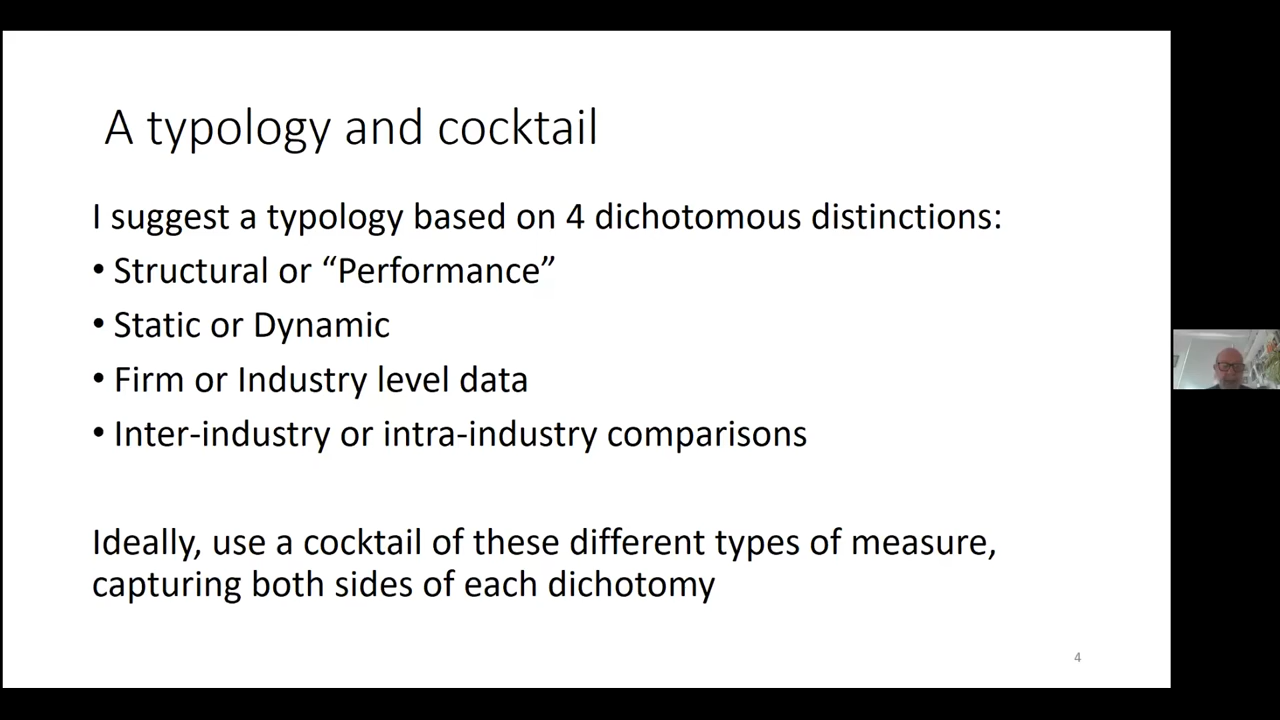 A typology and cocktail
I suggest a typology based on 4 dichotomous distinctions:
• Structural or “Performance”
• Static or Dynamic
• Firm or Industry level data
• Inter-industry or intra-industry comparisons
Ideally, use a cocktail of these different types of measure,
capturing both sides of each dichotomy
4